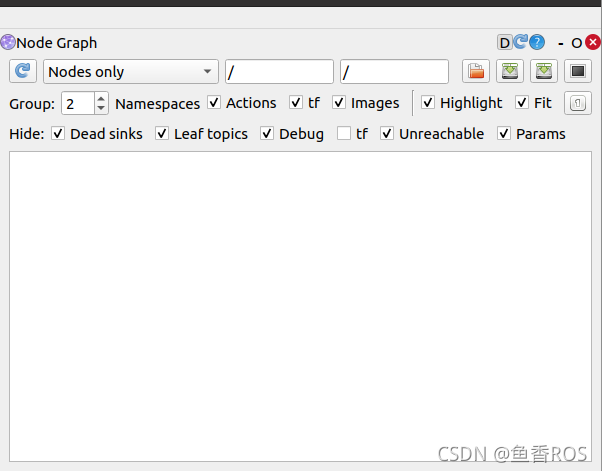 Node Graph D ? - O
Nodes only / /
Group: 2 Namespaces Actions tf Images Highlight Fit
Hide: Dead sinks Leaf topics Debug tf Unreachable Params
CSDN @鱼香ROS